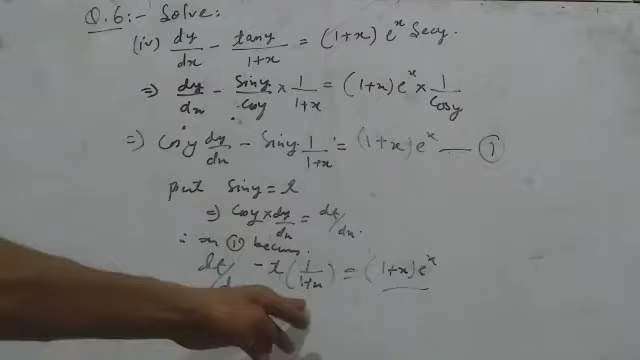 Q.6:- Solve:
(iv) dy/dx - tany/1+x = (1+x) e^x Secy.
=> dy/dx - Siny/Cosy × 1/1+x = (1+x) e^x × 1/Cosy
=> Cosy dy/dx - Siny 1/1+x = (1+x) e^x — (1)
put Siny = t
=> Cosy × dy/dx = dt/dx.
(1) becomes.
dt/d - t (1/1+x) = (1+x) e^x